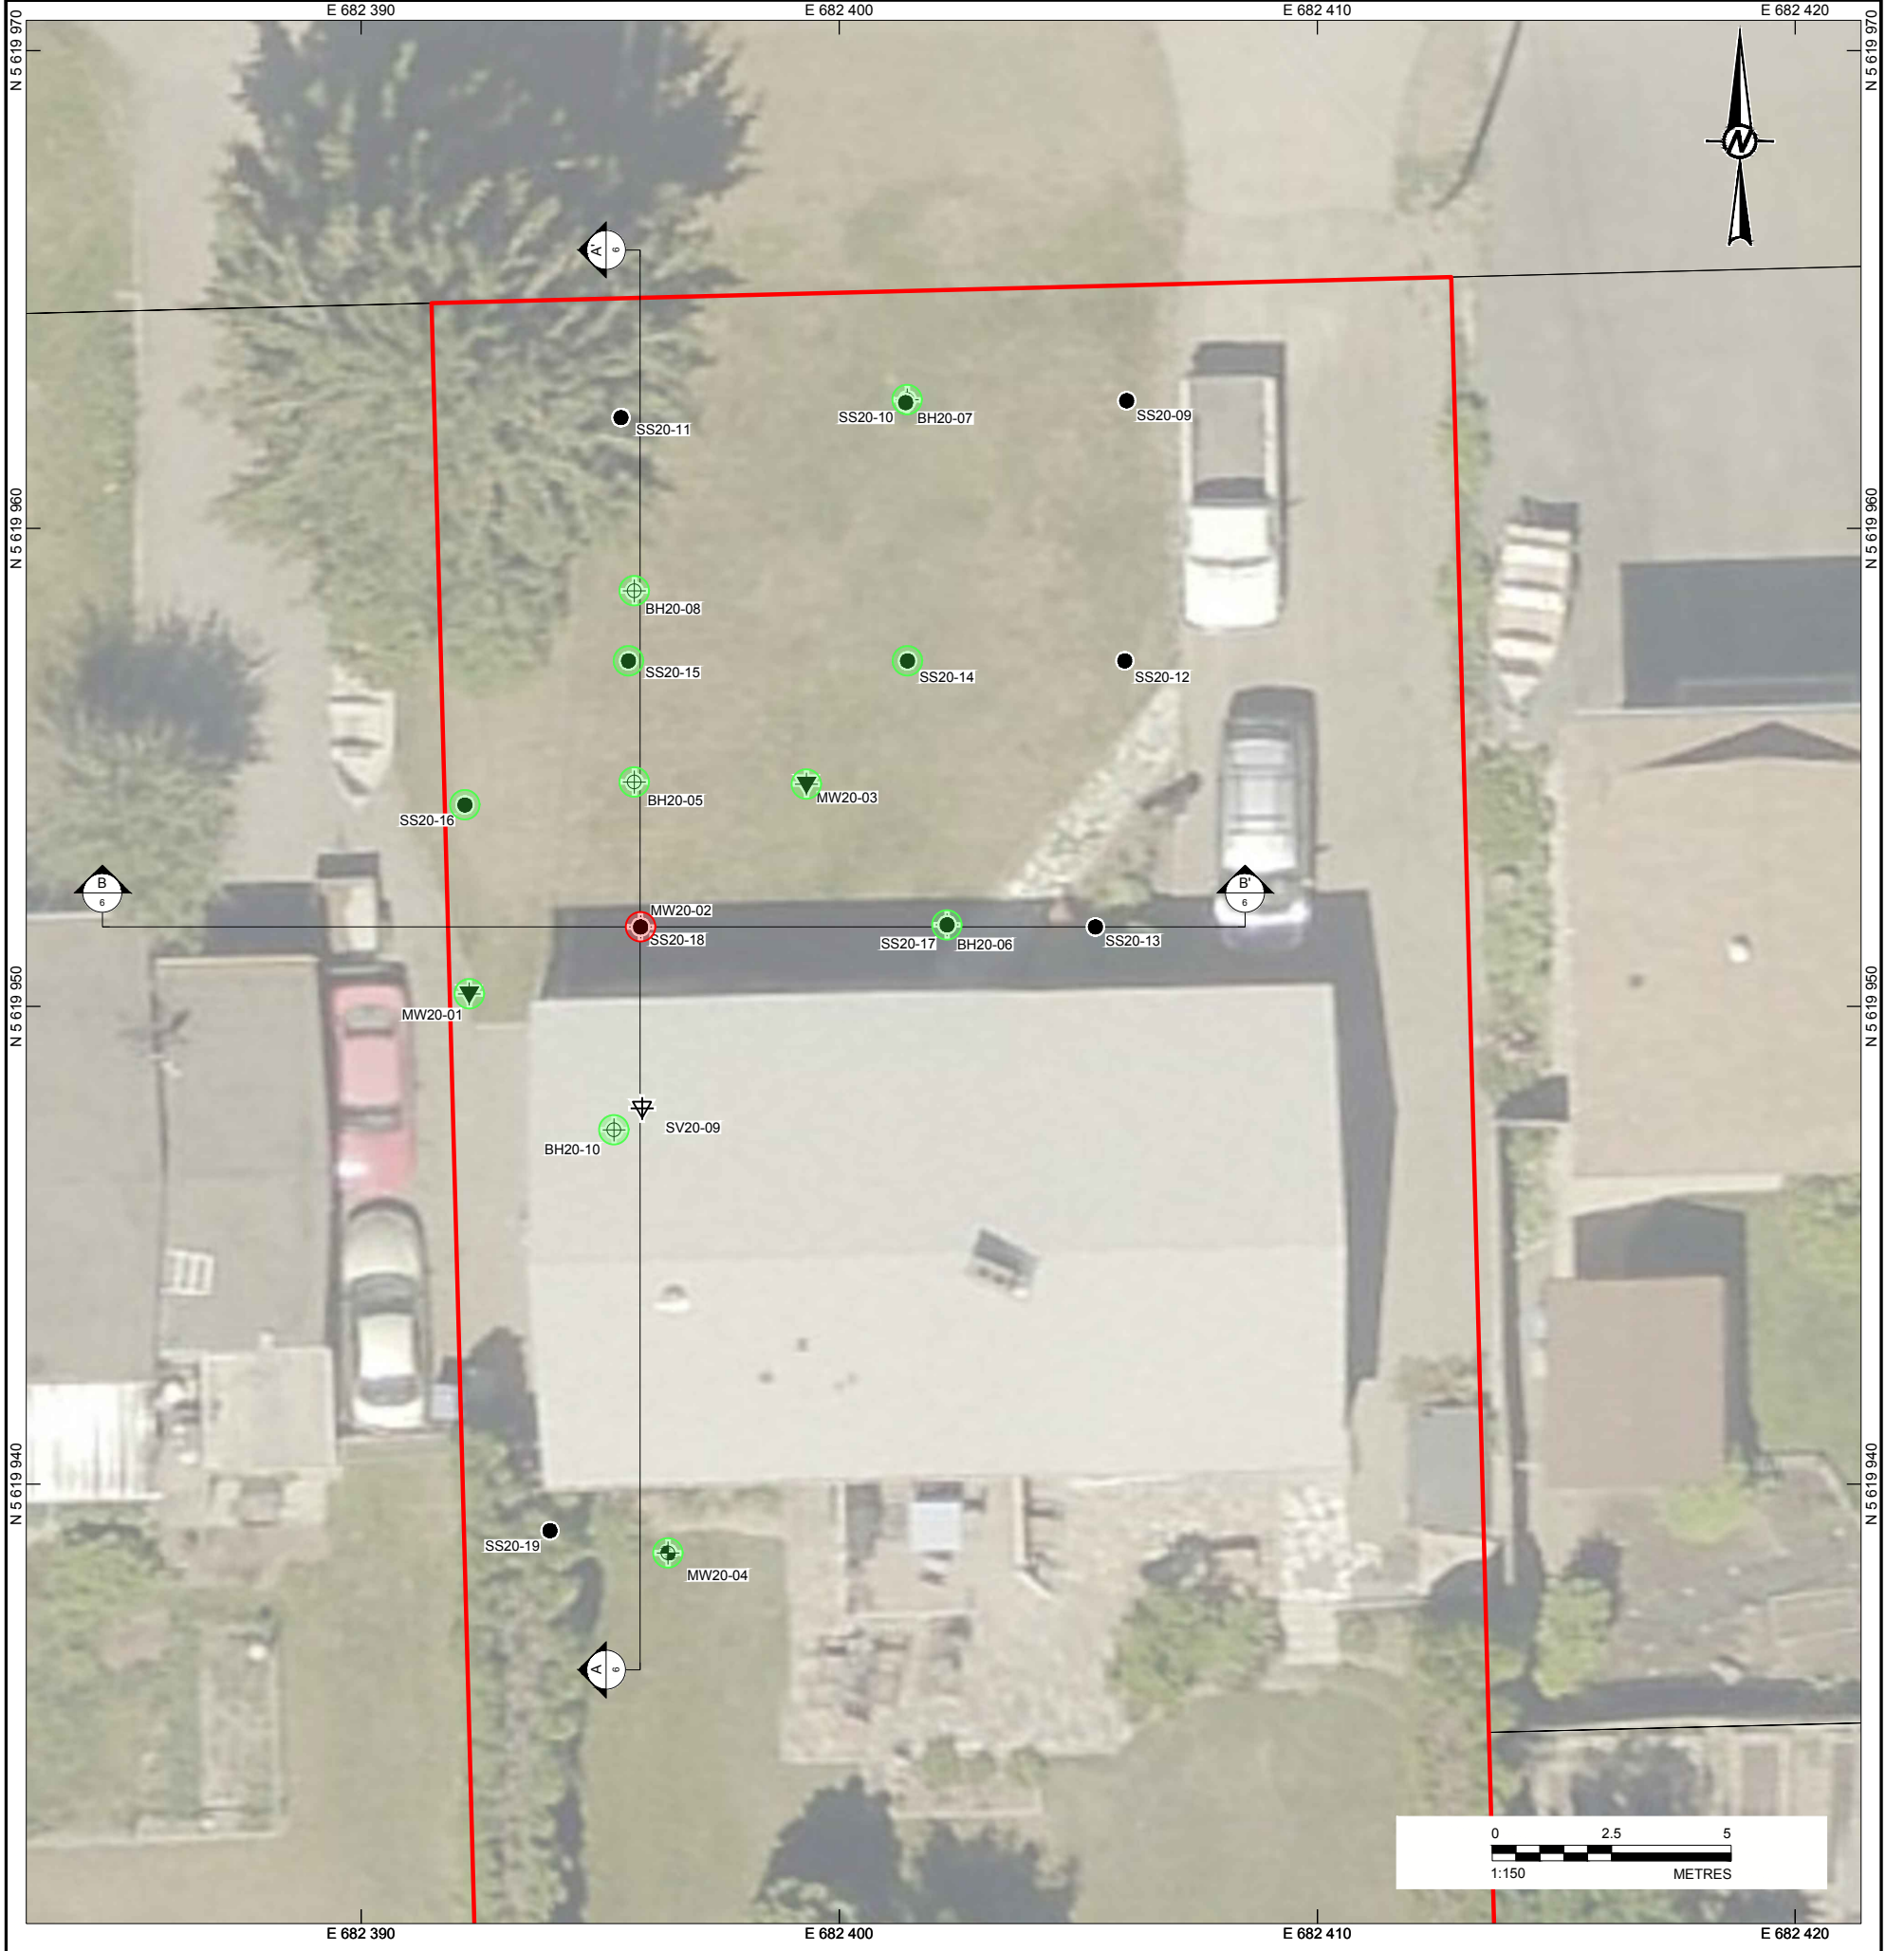 E 682 390
E 682 400
E 682 410
E 682 420
N 5 619 970
N 5 619 970
N
A'
6
SS20-11
SS20-10
BH20-07
SS20-09
N 5 619 960
N 5 619 960
BH20-08
SS20-15
SS20-14
SS20-12
BH20-05
MW20-03
SS20-16
B
6
B'
6
MW20-02
SS20-18
SS20-17
BH20-06
SS20-13
N 5 619 950
N 5 619 950
MW20-01
SV20-09
BH20-10
N 5 619 940
N 5 619 940
SS20-19
MW20-04
A
6
0 2.5 5
1:150 METRES
E 682 390
E 682 400
E 682 410
E 682 420